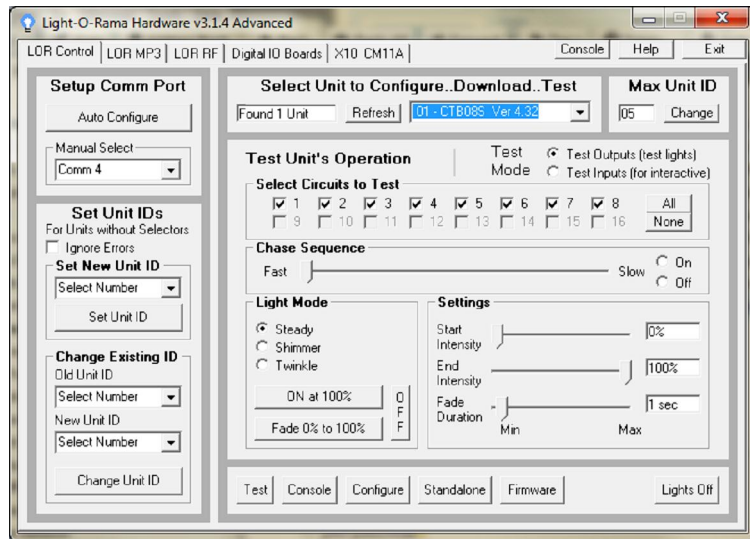 Light-O-Rama Hardware v3.1.4 Advanced
LOR Control
LOR MP3
LOR RF
Digital IO Boards
X10 CM11A
Console
Help
Exit
Setup Comm Port
Auto Configure
Manual Select
Comm 4
Set Unit IDs
For Units without Selectors
Ignore Errors
Set New Unit ID
Select Number
Set Unit ID
Change Existing ID
Old Unit ID
Select Number
New Unit ID
Select Number
Change Unit ID
Select Unit to Configure..Download..Test
Found 1 Unit
Refresh
01 - CTB08S Ver 4.32
Max Unit ID
05
Change
Test Unit's Operation
Test Mode
Test Outputs (test lights)
Test Inputs (for interactive)
Select Circuits to Test
1 2 3 4 5 6 7 8
9 10 11 12 13 14 15 16
All
None
Chase Sequence
Fast
Slow
On
Off
Light Mode
Steady
Shimmer
Twinkle
ON at 100%
Fade 0% to 100%
OFF
Settings
Start Intensity
0%
End Intensity
100%
Fade Duration
1 sec
Min
Max
Test
Console
Configure
Standalone
Firmware
Lights Off